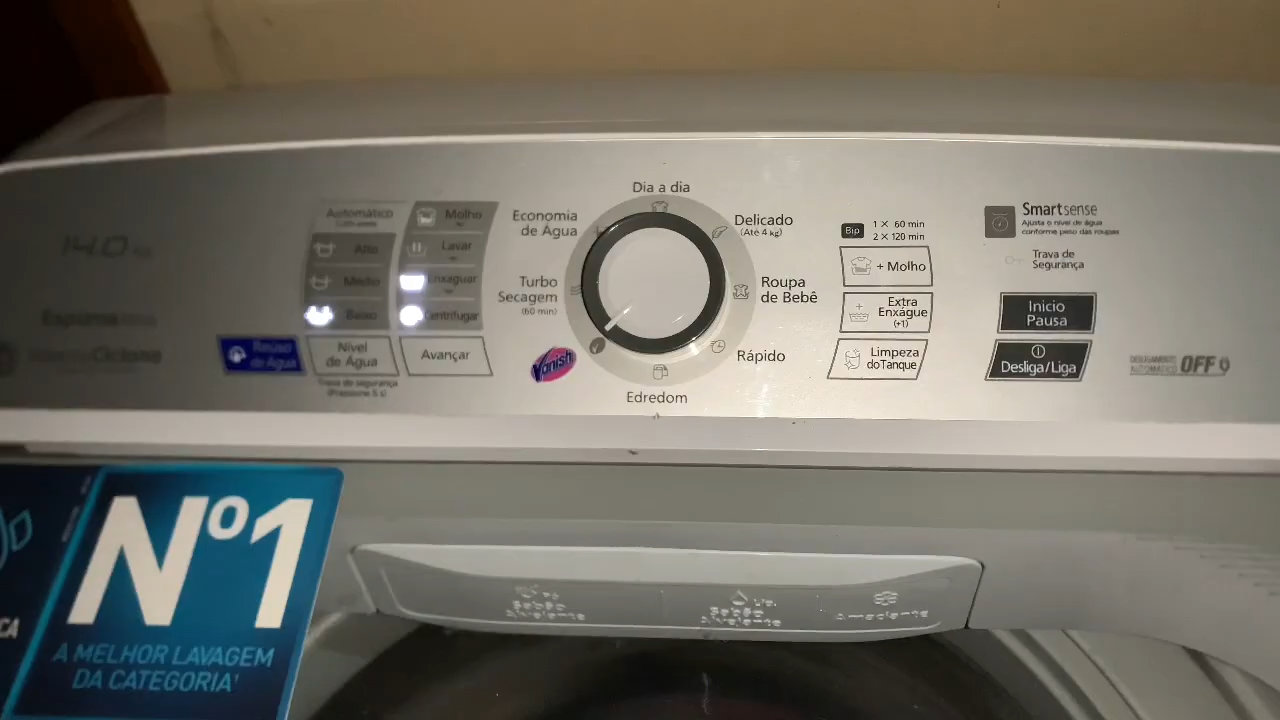 14.0 KG
Automático
Alto
Médio
Baixo
Molho
Lavar
Enxaguar
Centrifugar
Reúso
de Água
Nível
de Água
Trava de segurança
(Pressione 5 s)
Avançar
Dia a dia
Economia
de Água
Turbo
Secagem
(60 min)
Vanish
Edredom
Delicado
(Até 4 kg)
Roupa
de Bebê
Rápido
Bip
1 X 60 min
2 X 120 min
+ Molho
Extra
Enxágue
(+1)
Limpeza
do Tanque
Smartsense
Ajusta o nível de água
conforme peso das roupas
Trava de
Segurança
Inicio
Pausa
Desliga/Liga
DESLIGAMENTO
AUTOMÁTICO OFF
CA
Nº1
A MELHOR LAVAGEM
DA CATEGORIA¹